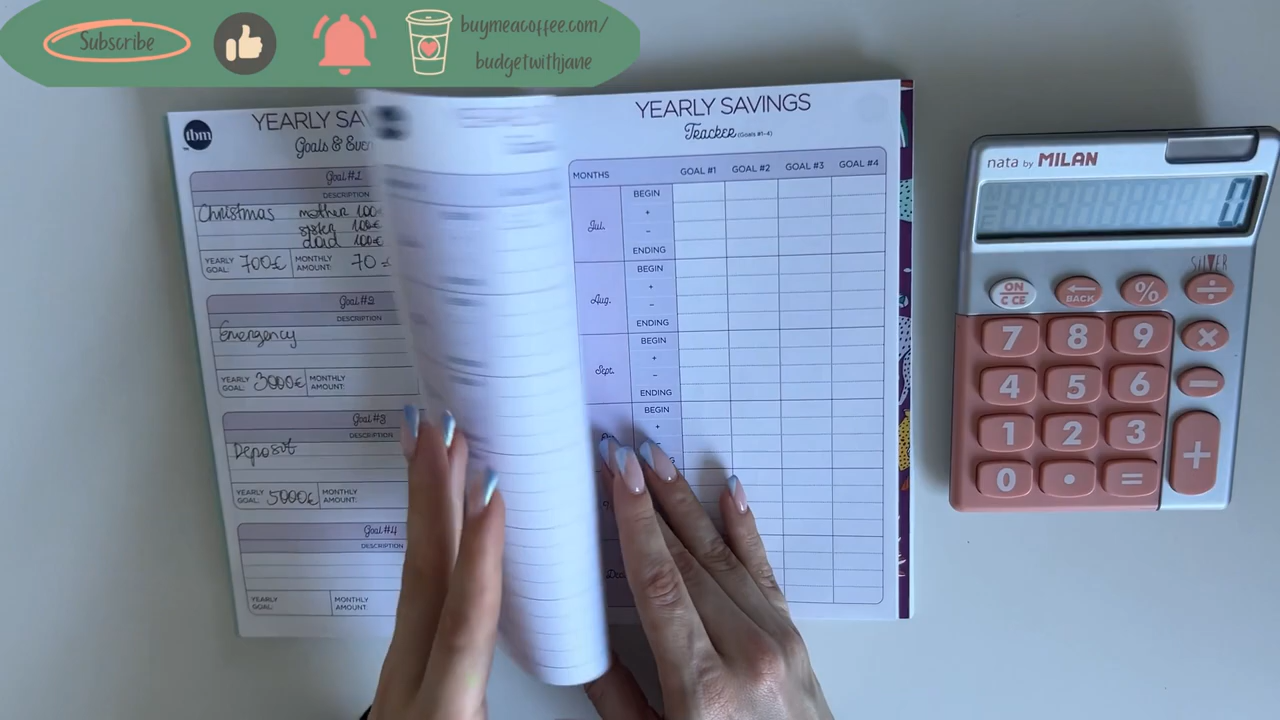 Subscribe
buymeacoffee.com/
budgetwithjane
tbm
YEARLY
Goals &
Goal #1
DESCRIPTION
Christmas mother 100
sister 100€
dad 100€
YEARLY GOAL: 700€ MONTHLY AMOUNT: 70
Goal #2
DESCRIPTION
Emergency
YEARLY GOAL: 3000€ MONTHLY AMOUNT:
Goal #3
DESCRIPTION
Deposit
YEARLY GOAL: 5000€ MONTHLY AMOUNT:
Goal #4
DESCRIPTION
YEARLY GOAL: MONTHLY AMOUNT:
YEARLY SAVINGS
Tracker (Goals #1-4)
MONTHS GOAL #1 GOAL #2 GOAL #3 GOAL #4
Jul.
BEGIN
+
−
ENDING
Aug.
BEGIN
+
−
ENDING
Sept.
BEGIN
+
−
ENDING
BEGIN
+
nata by MILAN
0
SILVER
ON
C CE
BACK
% ÷
7 8 9 ×
4 5 6 −
1 2 3 +
0 • =